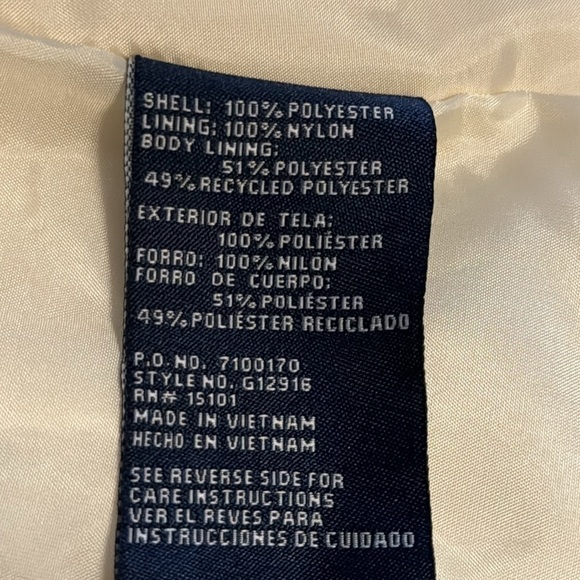 SHELL: 100% POLYESTER
LINING: 100% NYLON
BODY LINING:
51% POLYESTER
49% RECYCLED POLYESTER
EXTERIOR DE TELA:
100% POLIÉSTER
FORRO: 100% NILÓN
FORRO DE CUERPO:
51% POLIÉSTER
49% POLIÉSTER RECICLADO
P.O. NO. 7100170
STYLE NO. G12916
RN# 15101
MADE IN VIETNAM
HECHO EN VIETNAM
SEE REVERSE SIDE FOR
CARE INSTRUCTIONS
VER EL REVES PARA
INSTRUCCIONES DE CUIDADO